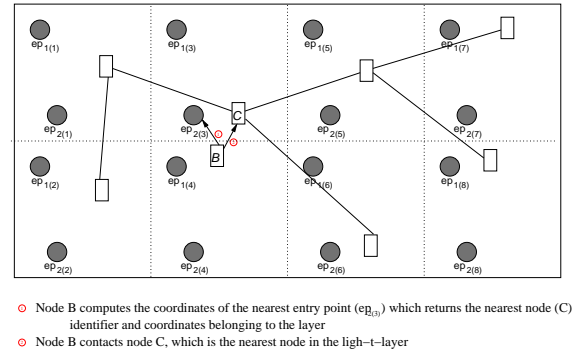 ep1(1)
ep1(3)
ep1(5)
ep1(7)
C
ep2(1)
ep2(3)
ep2(5)
ep2(7)
B
ep1(2)
ep1(4)
ep1(6)
ep1(8)
ep2(2)
ep2(4)
ep2(6)
ep2(8)
Node B computes the coordinates of the nearest entry point (ep2(3)) which returns the nearest node (C)
identifier and coordinates belonging to the layer
Node B contacts node C, which is the nearest node in the ligh−t−layer